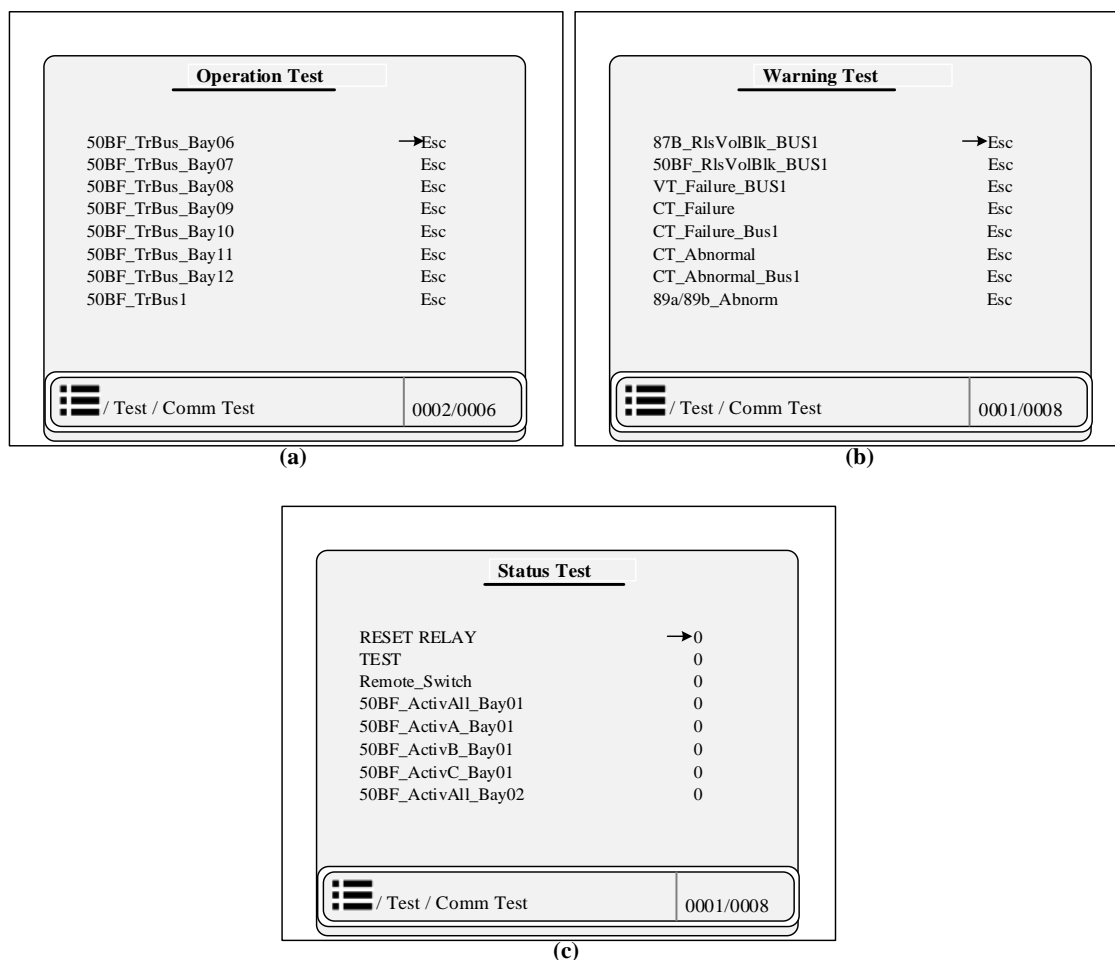 Operation Test
50BF_TrBus_Bay06 Esc
50BF_TrBus_Bay07 Esc
50BF_TrBus_Bay08 Esc
50BF_TrBus_Bay09 Esc
50BF_TrBus_Bay10 Esc
50BF_TrBus_Bay11 Esc
50BF_TrBus_Bay12 Esc
50BF_TrBus1 Esc
/ Test / Comm Test 0002/0006
(a)
Warning Test
87B_RlsVolBlk_BUS1 Esc
50BF_RlsVolBlk_BUS1 Esc
VT_Failure_BUS1 Esc
CT_Failure Esc
CT_Failure_Bus1 Esc
CT_Abnormal Esc
CT_Abnormal_Bus1 Esc
89a/89b_Abnorm Esc
/ Test / Comm Test 0001/0008
(b)
Status Test
RESET RELAY 0
TEST 0
Remote_Switch 0
50BF_ActivAll_Bay01 0
50BF_ActivA_Bay01 0
50BF_ActivB_Bay01 0
50BF_ActivC_Bay01 0
50BF_ActivAll_Bay02 0
/ Test / Comm Test 0001/0008
(c)